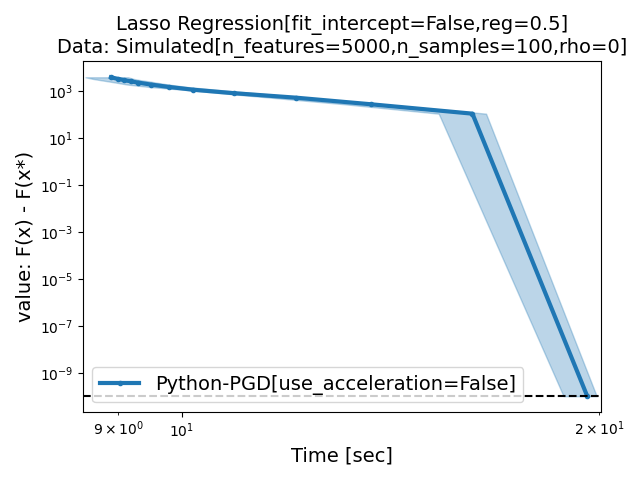 Lasso Regression[fit_intercept=False,reg=0.5]
Data: Simulated[n_features=5000,n_samples=100,rho=0]
value: F(x) - F(x*)
10³
10¹
10⁻¹
10⁻³
10⁻⁵
10⁻⁷
10⁻⁹
Python-PGD[use_acceleration=False]
9 × 10⁰
10¹
2 × 10¹
Time [sec]